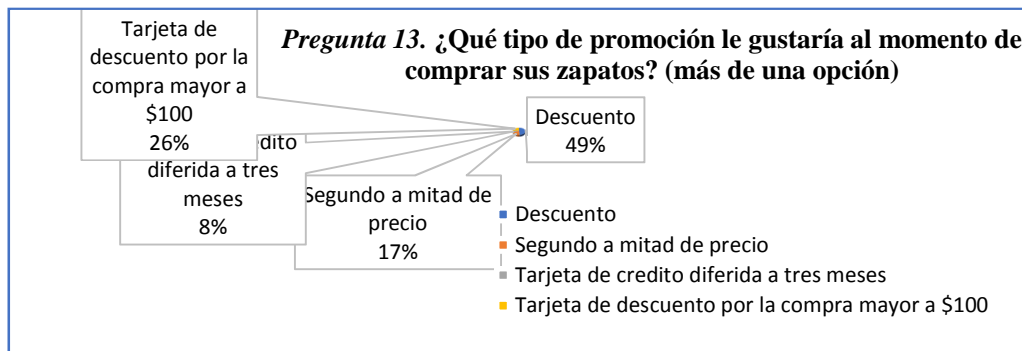 Pregunta 13. ¿Qué tipo de promoción le gustaría al momento de
comprar sus zapatos? (más de una opción)
Tarjeta de
descuento por la
compra mayor a
$100
26%
Descuento
49%
edito
diferida a tres
meses
8%
Segundo a mitad de
precio
17%
Descuento
Segundo a mitad de precio
Tarjeta de credito diferida a tres meses
Tarjeta de descuento por la compra mayor a $100